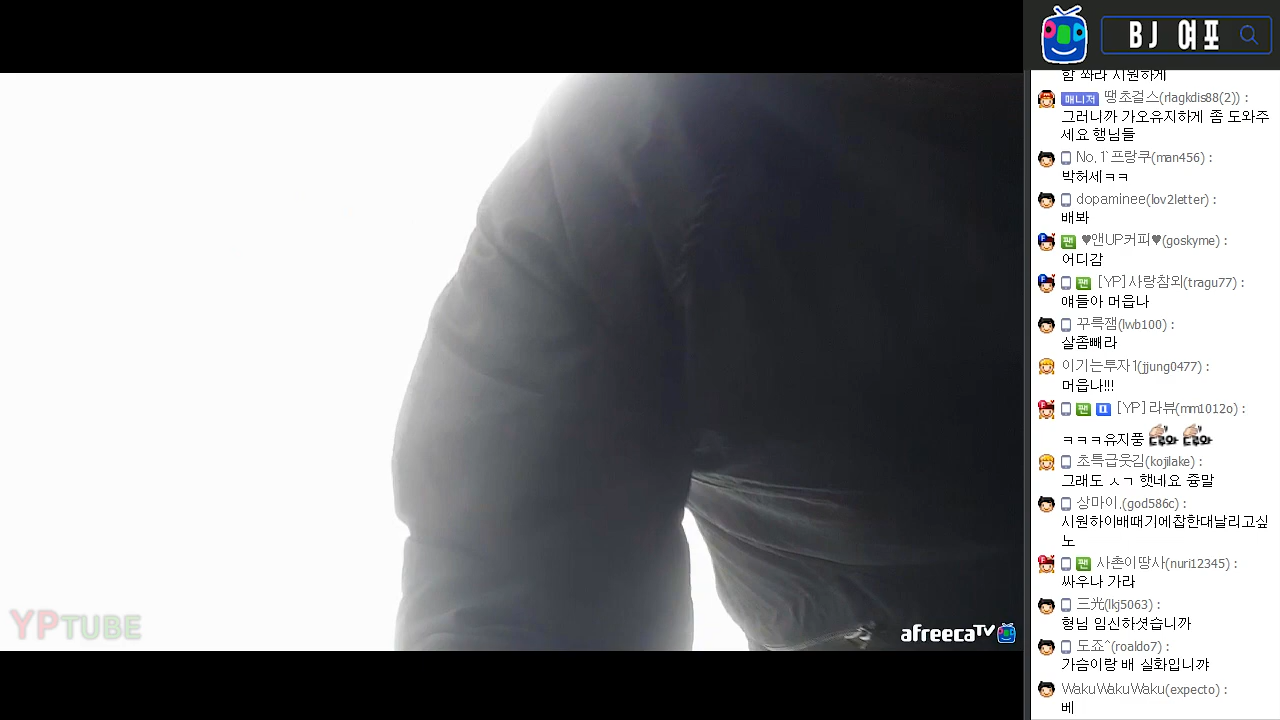 BJ 여포
함 쏴라 시원하게
매니저 땡초걸스(rlagkdis88(2)) :
그러니까 가오유지하게 좀 도와주
세요 행님들
No.1`프랑쿠(man456) :
박허세ㅋㅋ
dopaminee(lov2letter) :
배봐
팬 ♥앤UP커피♥(goskyme) :
어디감
팬 [YP]사랑참외(tragu77) :
얘들아 머읍나
꾸륵잼(lwb100) :
살좀빼라
이기는투자1(jjung0477) :
머읍나!!!
팬 [YP]라뷰(mm1012o) :
ㅋㅋㅋ유지풍
초특급웃김(kojilake) :
그래도 ㅅㄱ 햇네요 쥼말
상마이.(god586c) :
시원하이배때기에찹한대날리고싶
노
팬 사촌이땅사(nuri12345) :
싸우나 가라
三光(lkj5063) :
형님 임신하셧습니까
도죠^(roaldo7) :
가슴이랑 배 실화입니꺄
WakuWakuWaku(expecto) :
베
YPTUBE
afreecaTV